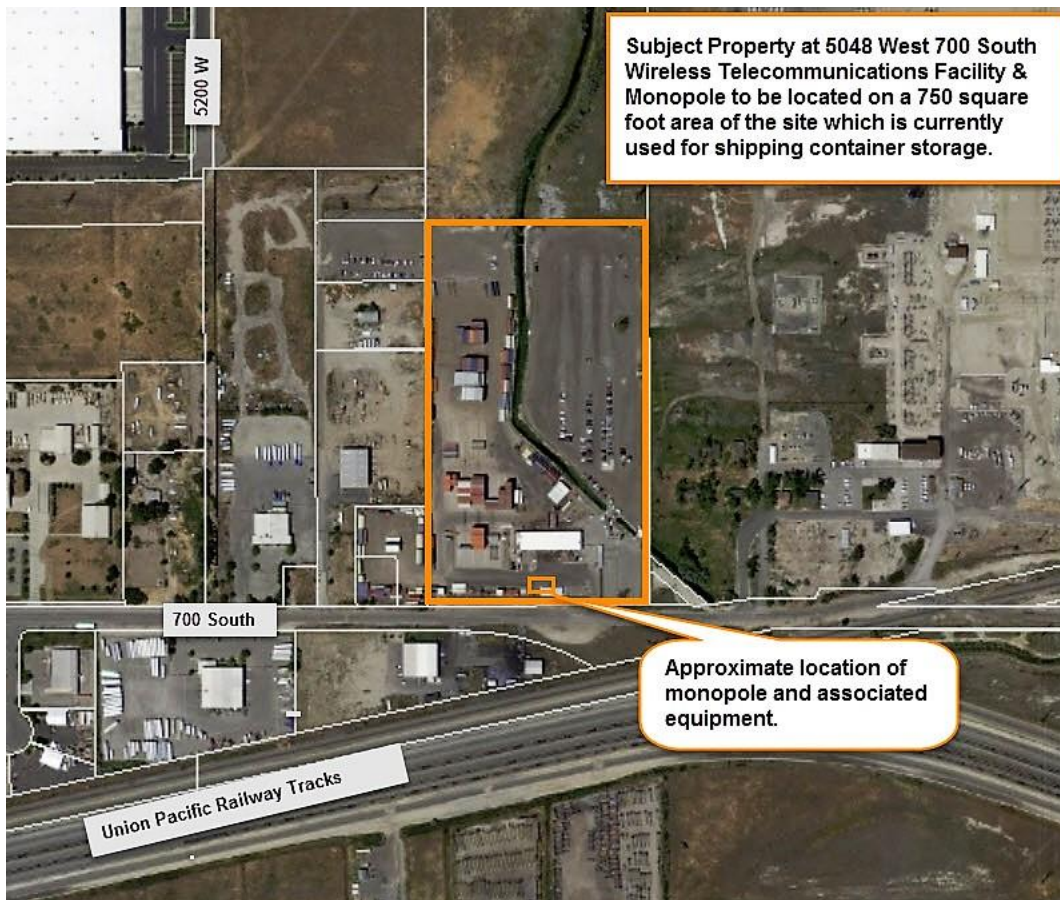 Subject Property at 5048 West 700 South
Wireless Telecommunications Facility &
Monopole to be located on a 750 square
foot area of the site which is currently
used for shipping container storage.
5200 W
700 South
Approximate location of
monopole and associated
equipment.
Union Pacific Railway Tracks